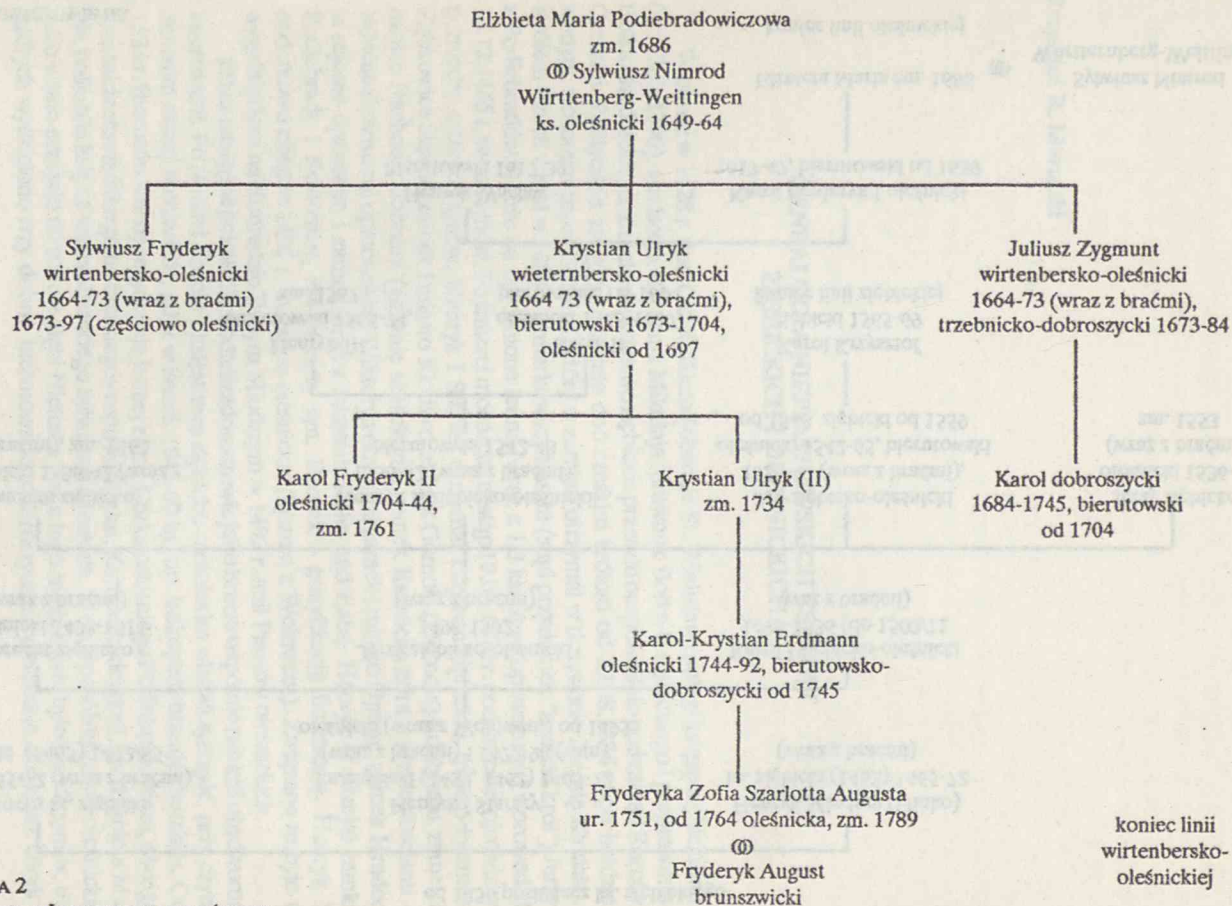 Elżbieta Maria Podiebradowiczowa
zm. 1686
Ⓞ Sylwiusz Nimrod
Württenberg-Weittingen
ks. oleśnicki 1649-64
Sylwiusz Fryderyk
wirtenbersko-oleśnicki
1664-73 (wraz z braćmi)
1673-97 (częściowo oleśnicki)
Krystian Ulryk
wieternbersko-oleśnicki
1664 73 (wraz z braćmi),
bierutowski 1673-1704,
oleśnicki od 1697
Juliusz Zygmunt
wirtenbersko-oleśnicki
1664-73 (wraz z braćmi),
trzebnicko-dobroszycki 1673-84
Karol Fryderyk II
oleśnicki 1704-44,
zm. 1761
Krystian Ulryk (II)
zm. 1734
Karol dobroszycki
1684-1745, bierutowski
od 1704
Karol-Krystian Erdmann
oleśnicki 1744-92, bierutowsko-
dobroszycki od 1745
Fryderyka Zofia Szarlotta Augusta
ur. 1751, od 1764 oleśnicka, zm. 1789
Ⓞ
Fryderyk August
brunszwicki
koniec linii
wirtenbersko-
oleśnickiej
A 2